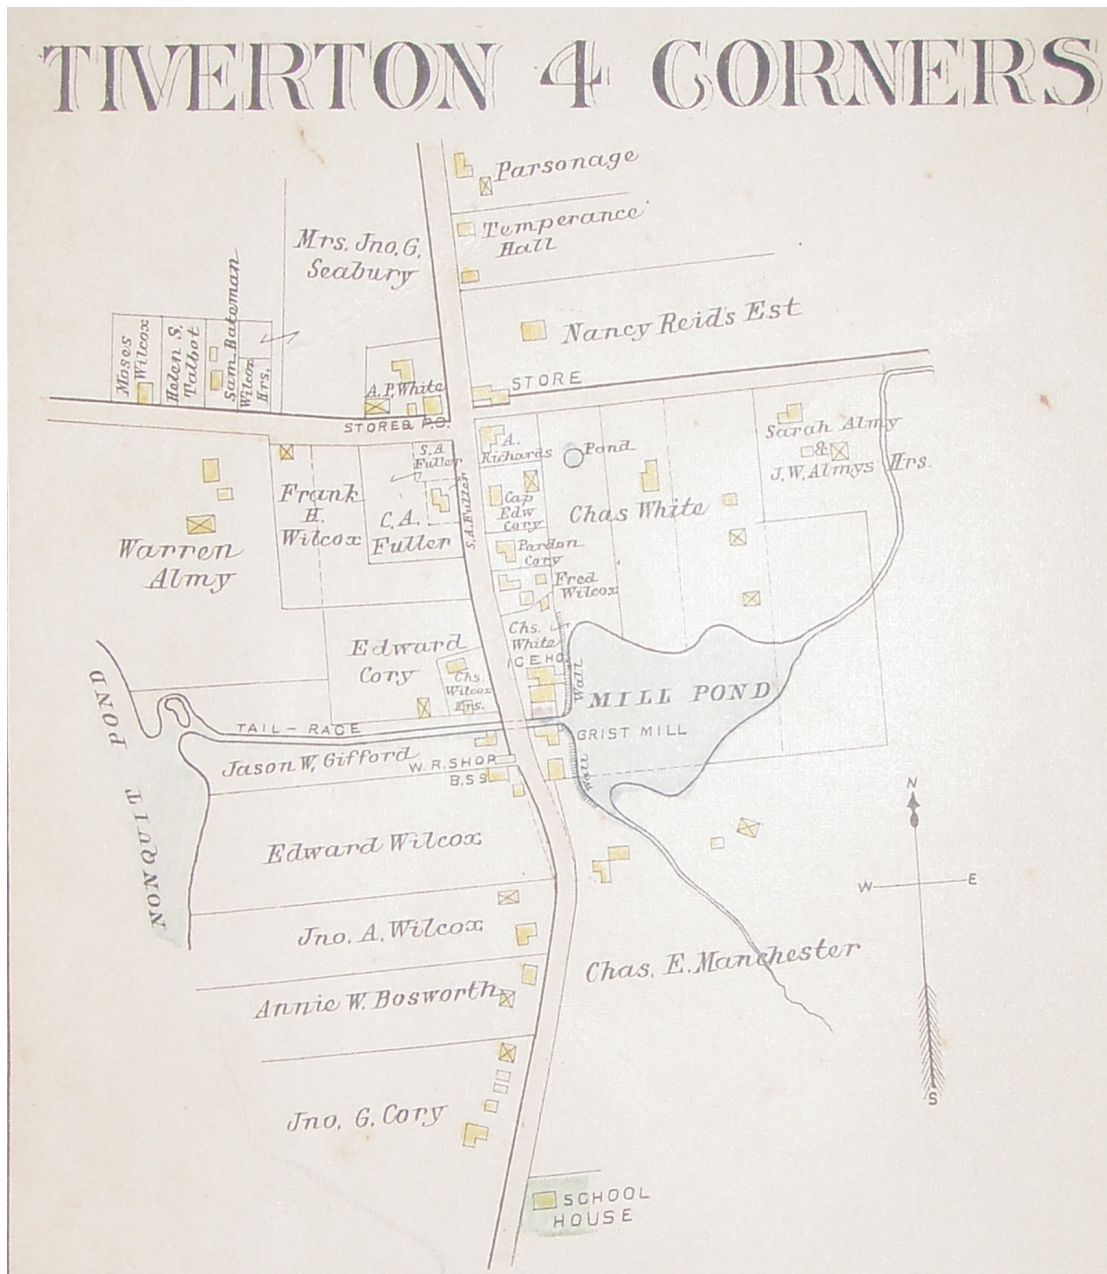 TIVERTON 4 CORNERS
Parsonage
Temperance
Hall
Mrs. Jno. G.
Seabury
Nancy Reid's Est
Moses
Wilcox
Helen S.
Talbot
Sam. Bateman
Wilcox
Hrs.
A. P. White
STORE
STORE & P.O.
S. A.
Fuller
S. A. Fuller
A.
Richards
Pond
Sarah Almy
&
J. W. Almys Hrs.
Frank
H.
Wilcox
C. A.
Fuller
Cap
Edw
Cory
Chas White
Warren
Almy
Pardon
Cory
Fred
Wilcox
Edward
Cory
Chs.
White
ICE HO.
Chs
Wilcox
Hrs.
Wall
MILL POND
NONQUIT POND
TAIL-RACE
GRIST MILL
Jason W. Gifford
W. R. SHOP
B. S S
Wall
Edward Wilcox
N
W
E
S
Jno. A. Wilcox
Chas. E. Manchester
Annie W. Bosworth
Jno. G. Cory
SCHOOL
HOUSE